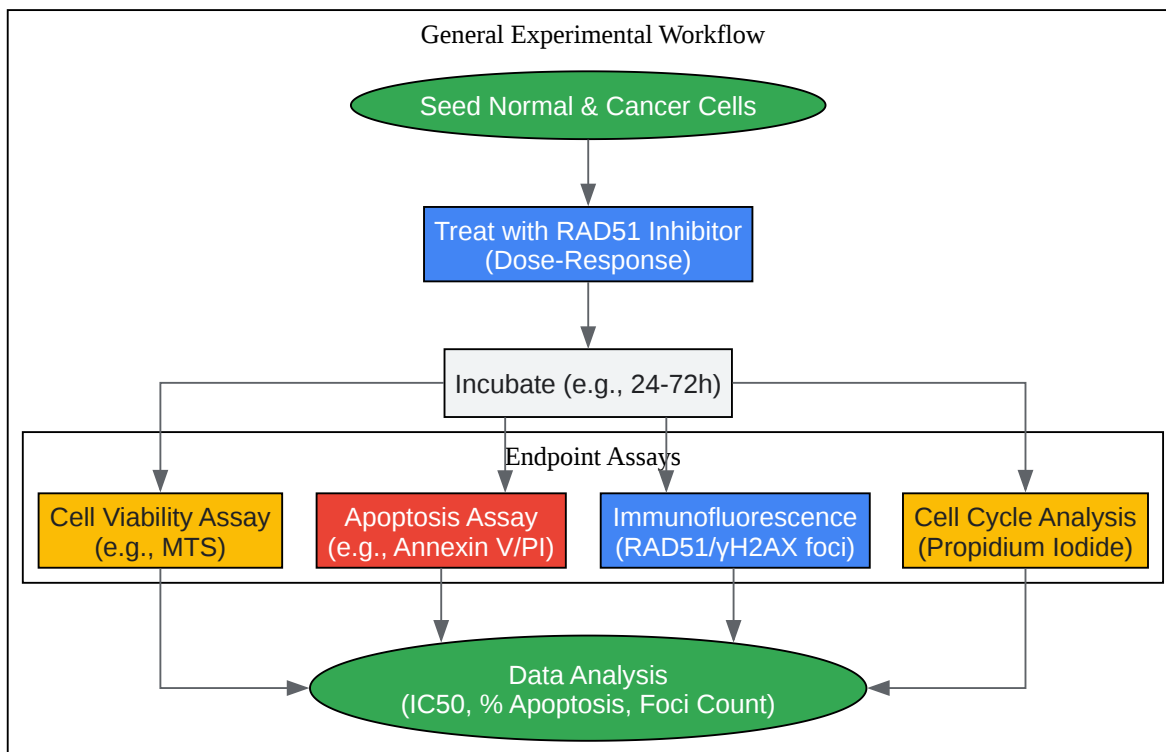 General Experimental Workflow
Seed Normal & Cancer Cells
Treat with RAD51 Inhibitor
(Dose-Response)
Incubate (e.g., 24-72h)
Endpoint Assays
Cell Viability Assay
(e.g., MTS)
Apoptosis Assay
(e.g., Annexin V/PI)
Immunofluorescence
(RAD51/γH2AX foci)
Cell Cycle Analysis
(Propidium Iodide)
Data Analysis
(IC50, % Apoptosis, Foci Count)